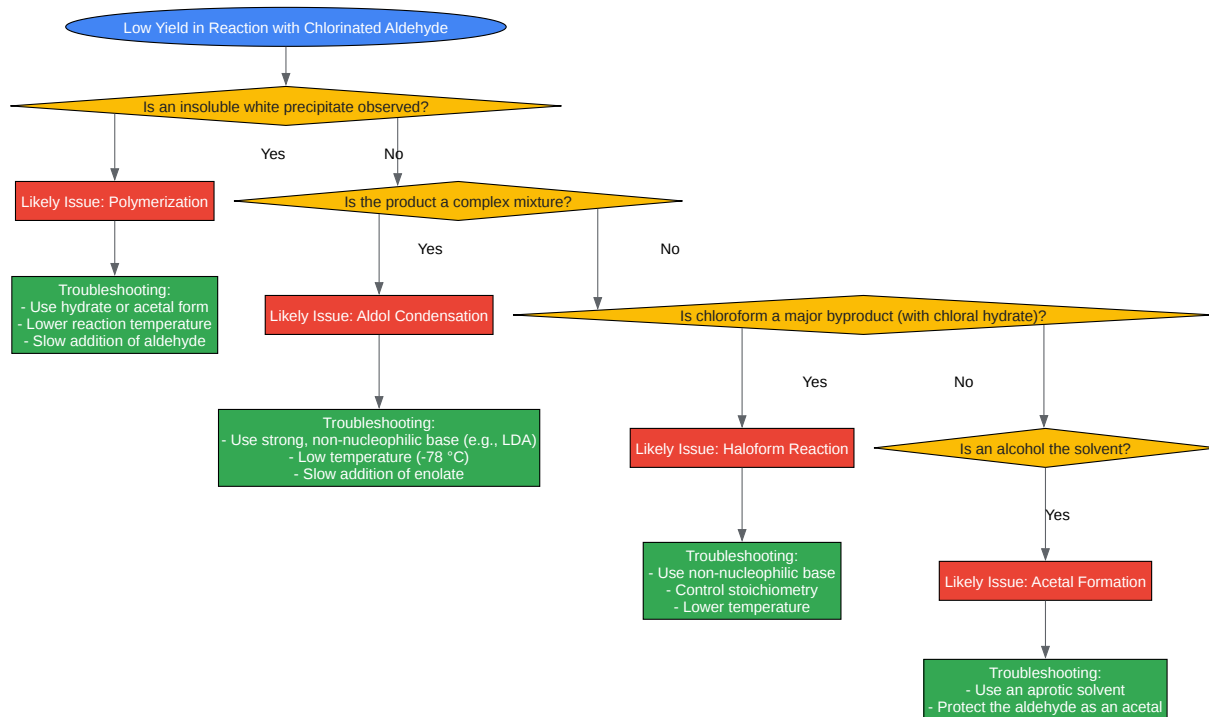 Low Yield in Reaction with Chlorinated Aldehyde
Is an insoluble white precipitate observed?
Yes
No
Likely Issue: Polymerization
Is the product a complex mixture?
Yes
No
Troubleshooting:
- Use hydrate or acetal form
- Lower reaction temperature
- Slow addition of aldehyde
Likely Issue: Aldol Condensation
Is chloroform a major byproduct (with chloral hydrate)?
Yes
No
Troubleshooting:
- Use strong, non-nucleophilic base (e.g., LDA)
- Low temperature (-78 °C)
- Slow addition of enolate
Likely Issue: Haloform Reaction
Is an alcohol the solvent?
Yes
Troubleshooting:
- Use non-nucleophilic base
- Control stoichiometry
- Lower temperature
Likely Issue: Acetal Formation
Troubleshooting:
- Use an aprotic solvent
- Protect the aldehyde as an acetal